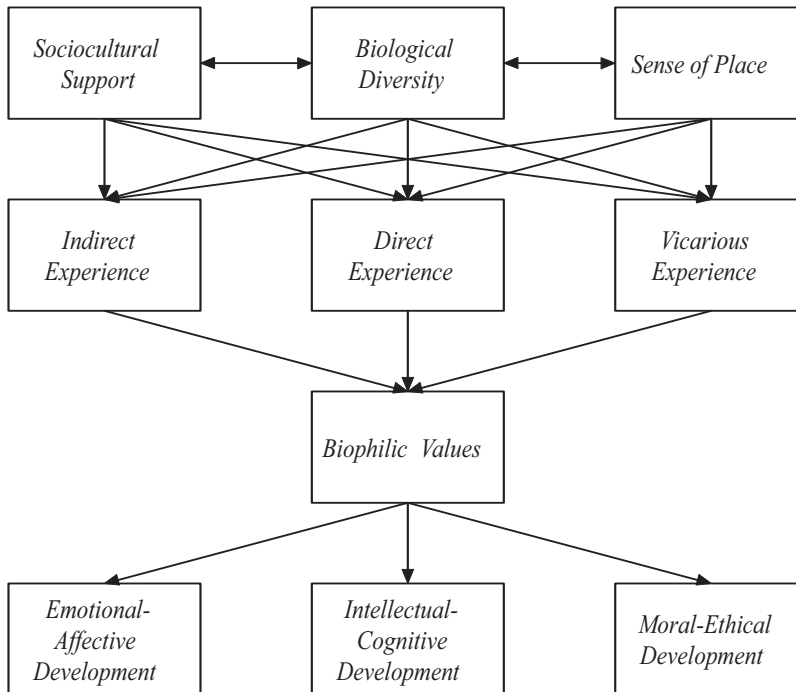 Sociocultural
Support
Biological
Diversity
Sense of Place
Indirect
Experience
Direct
Experience
Vicarious
Experience
Biophilic Values
Emotional-
Affective
Development
Intellectual-
Cognitive
Development
Moral-Ethical
Development